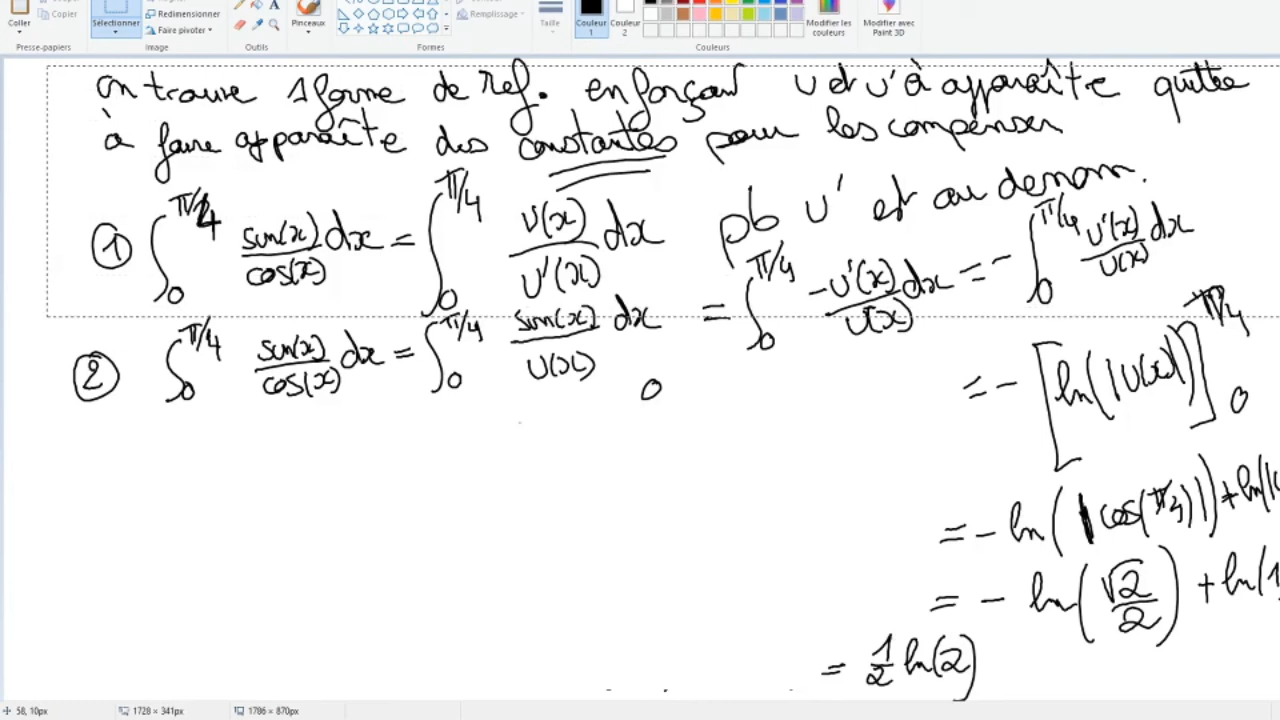 Coller
Sélectionner
Redimensionner
Copier
Faire pivoter
Pinceaux
Remplissage
Taille
Couleur 1
Couleur 2
Modifier les couleurs
Modifier avec Paint 3D
Presse-papiers
Image
Outils
Formes
Couleurs
on trouve 1 forme de ref. en forçant U et U' à apparaître quitte
à faire apparaître des constantes pour les compenser
pb U' est au denom.
① ∫₀^{π/4} sin(x)/cos(x) dx = ∫₀^{π/4} U(x)/U'(x) dx
② ∫₀^{π/4} sin(x)/cos(x) dx = ∫₀^{π/4} sin(x)/U(x) dx = ∫₀^{π/4} -U'(x)/U(x) dx = - ∫₀^{π/4} U'(x)/U(x) dx
0
= - [ln(|U(x)|)]₀^{π/4}
= - ln(|cos(π/4)|) + ln(|
= - ln(√2/2) + ln(1
= 1/2 ln(2)
58, 10px
1728 × 341px
1786 × 870px